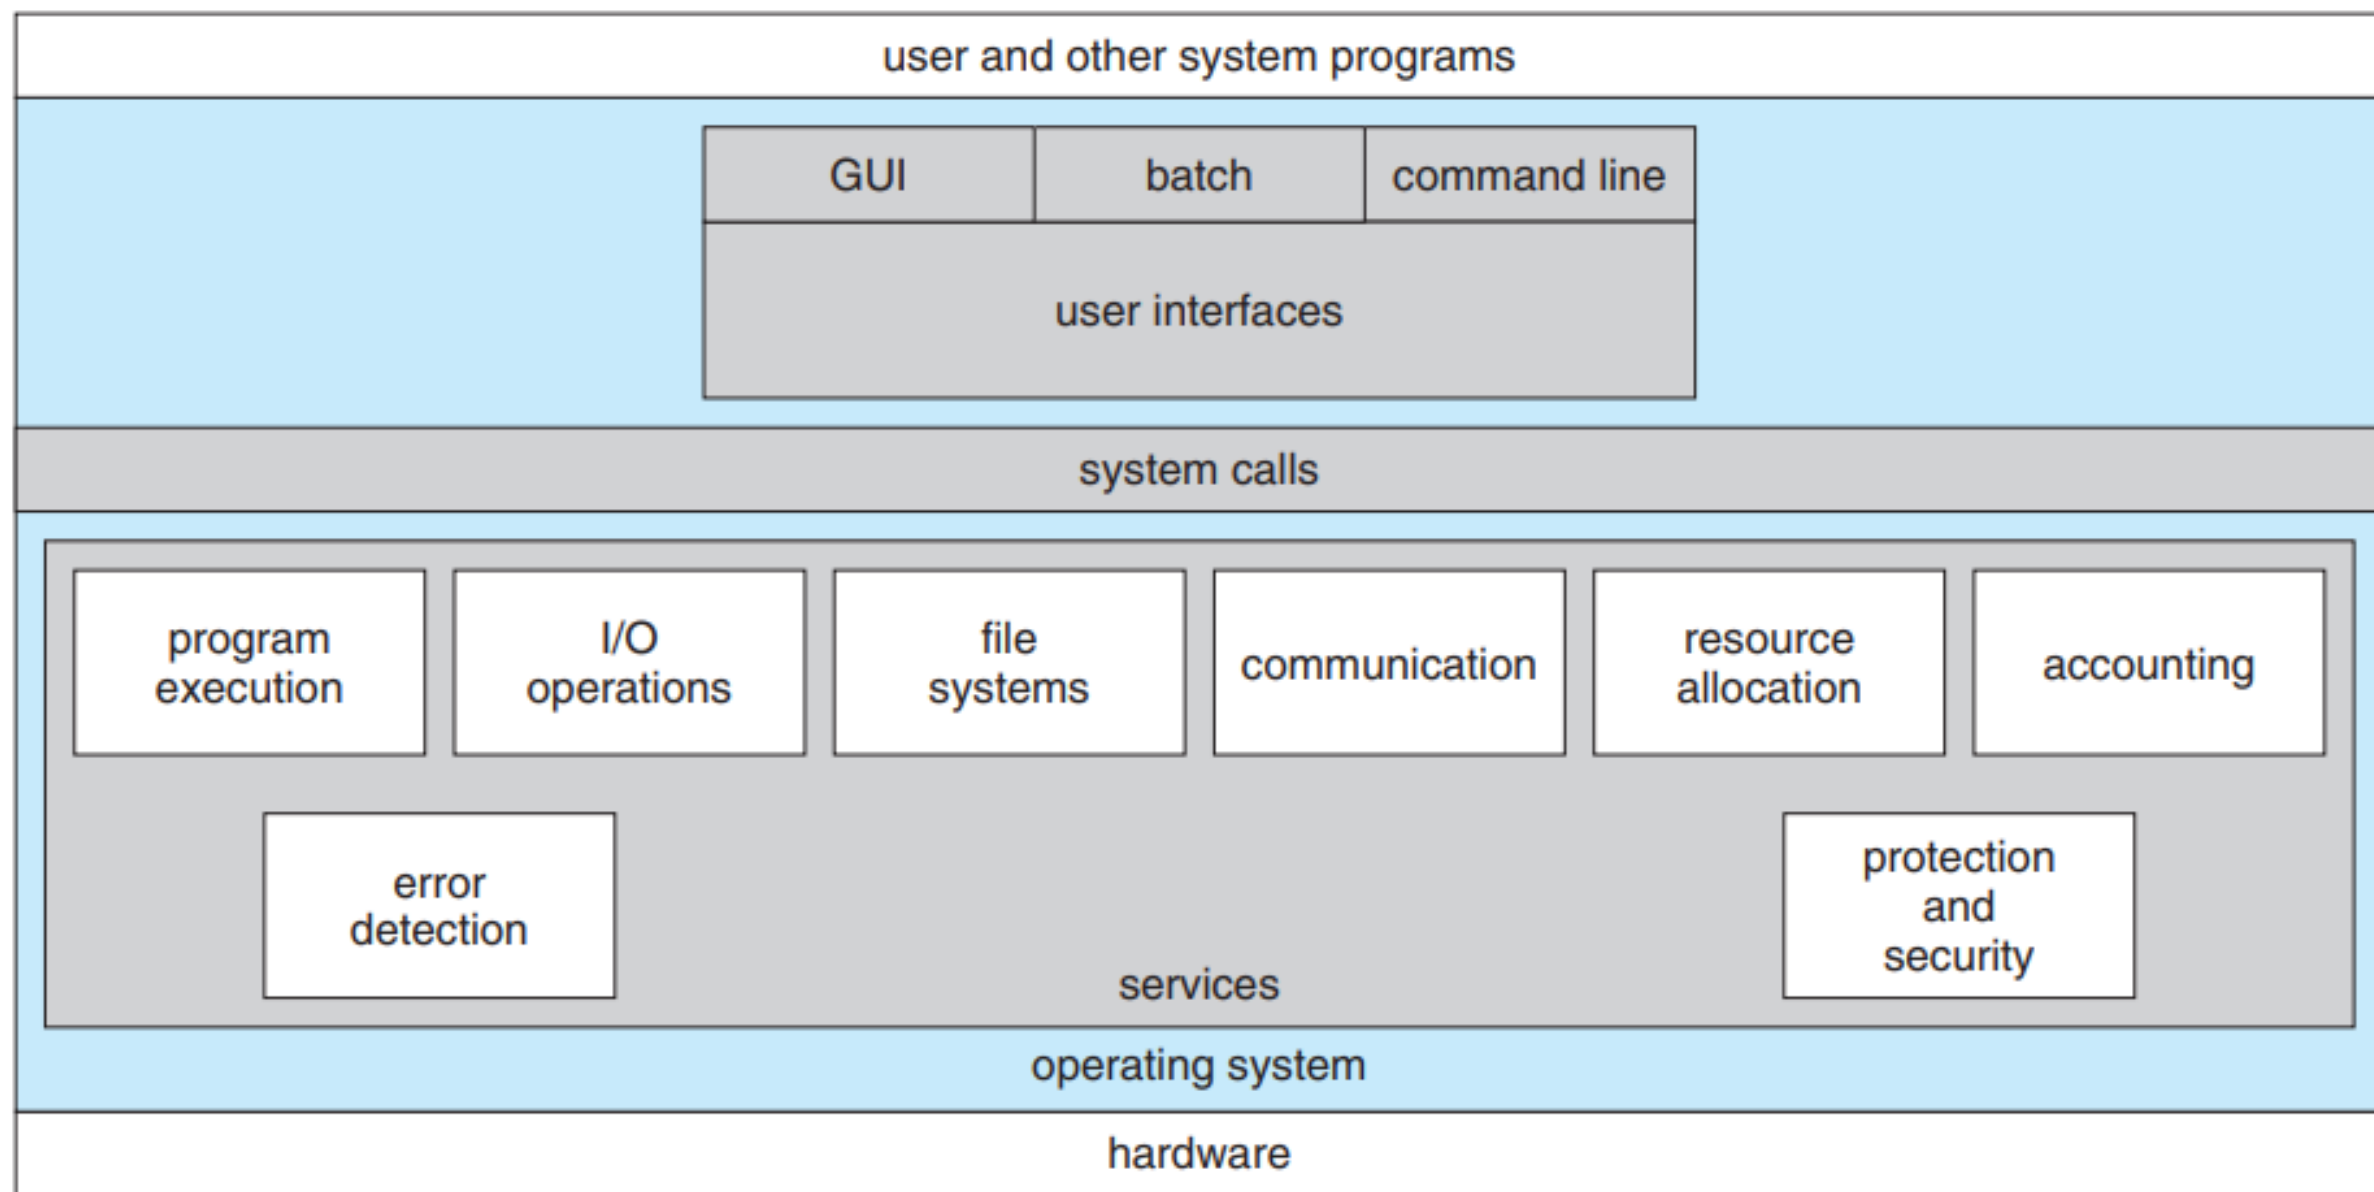 user and other system programs
GUI
batch
command line
user interfaces
system calls
program
execution
I/O
operations
file
systems
communication
resource
allocation
accounting
error
detection
protection
and
security
services
operating system
hardware